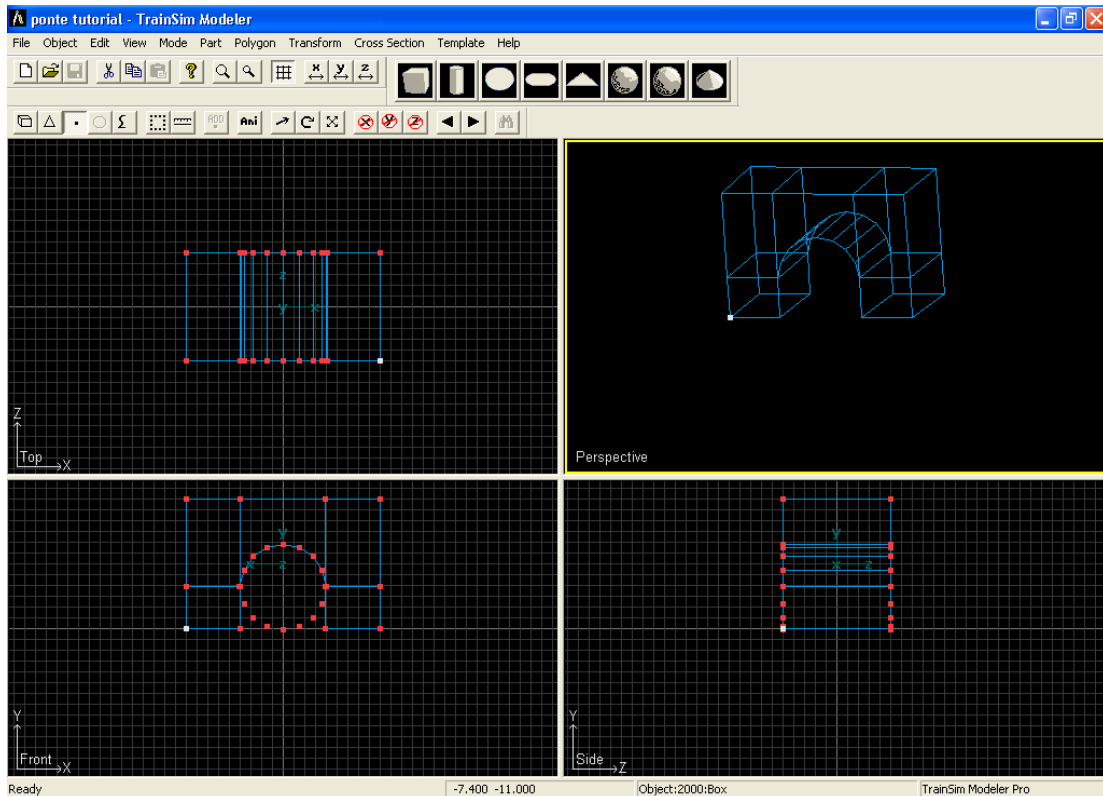 ponte tutorial - TrainSim Modeler
File Object Edit View Mode Part Polygon Transform Cross Section Template Help
x y z
ADD Ani x y z
z
y x
Z
Top X
Perspective
y
x z
Y
Front X
y
x z
Y
Side Z
Ready -7.400 -11.000 Object:2000:Box TrainSim Modeler Pro